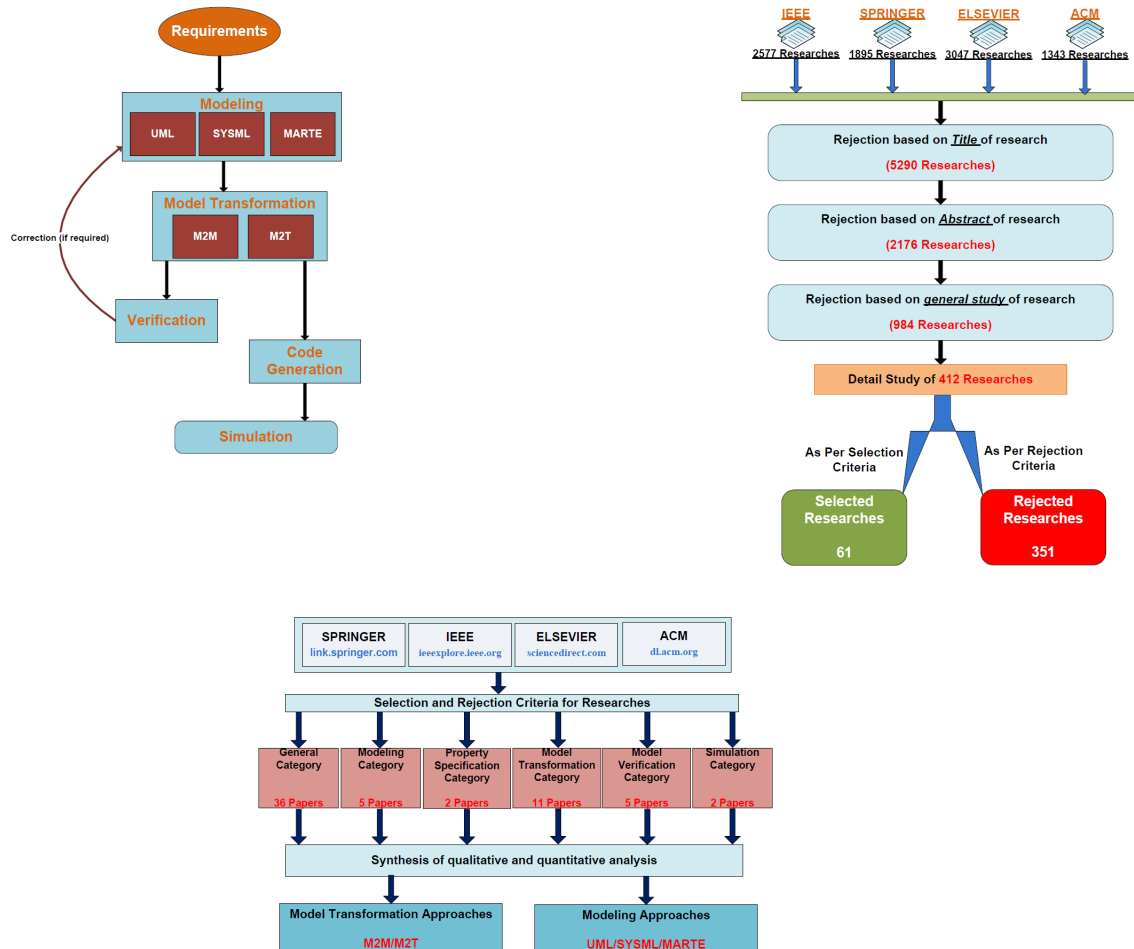 Requirements
Modeling
UML
SYSML
MARTE
Model Transformation
M2M
M2T
Correction (if required)
Verification
Code
Generation
Simulation
IEEE
SPRINGER
ELSEVIER
ACM
2577 Researches
1895 Researches
3047 Researches
1343 Researches
Rejection based on Title of research
(5290 Researches)
Rejection based on Abstract of research
(2176 Researches)
Rejection based on general study of research
(984 Researches)
Detail Study of 412 Researches
As Per Selection
Criteria
As Per Rejection
Criteria
Selected
Researches
61
Rejected
Researches
351
SPRINGER
link.springer.com
IEEE
ieeexplore.ieee.org
ELSEVIER
sciencedirect.com
ACM
dl.acm.org
Selection and Rejection Criteria for Researches
General
Category
36 Papers
Modeling
Category
5 Papers
Property
Specification
Category
2 Papers
Model
Transformation
Category
11 Papers
Model
Verification
Category
5 Papers
Simulation
Category
2 Papers
Synthesis of qualitative and quantitative analysis
Model Transformation Approaches
M2M/M2T
Modeling Approaches
UML/SYSML/MARTE